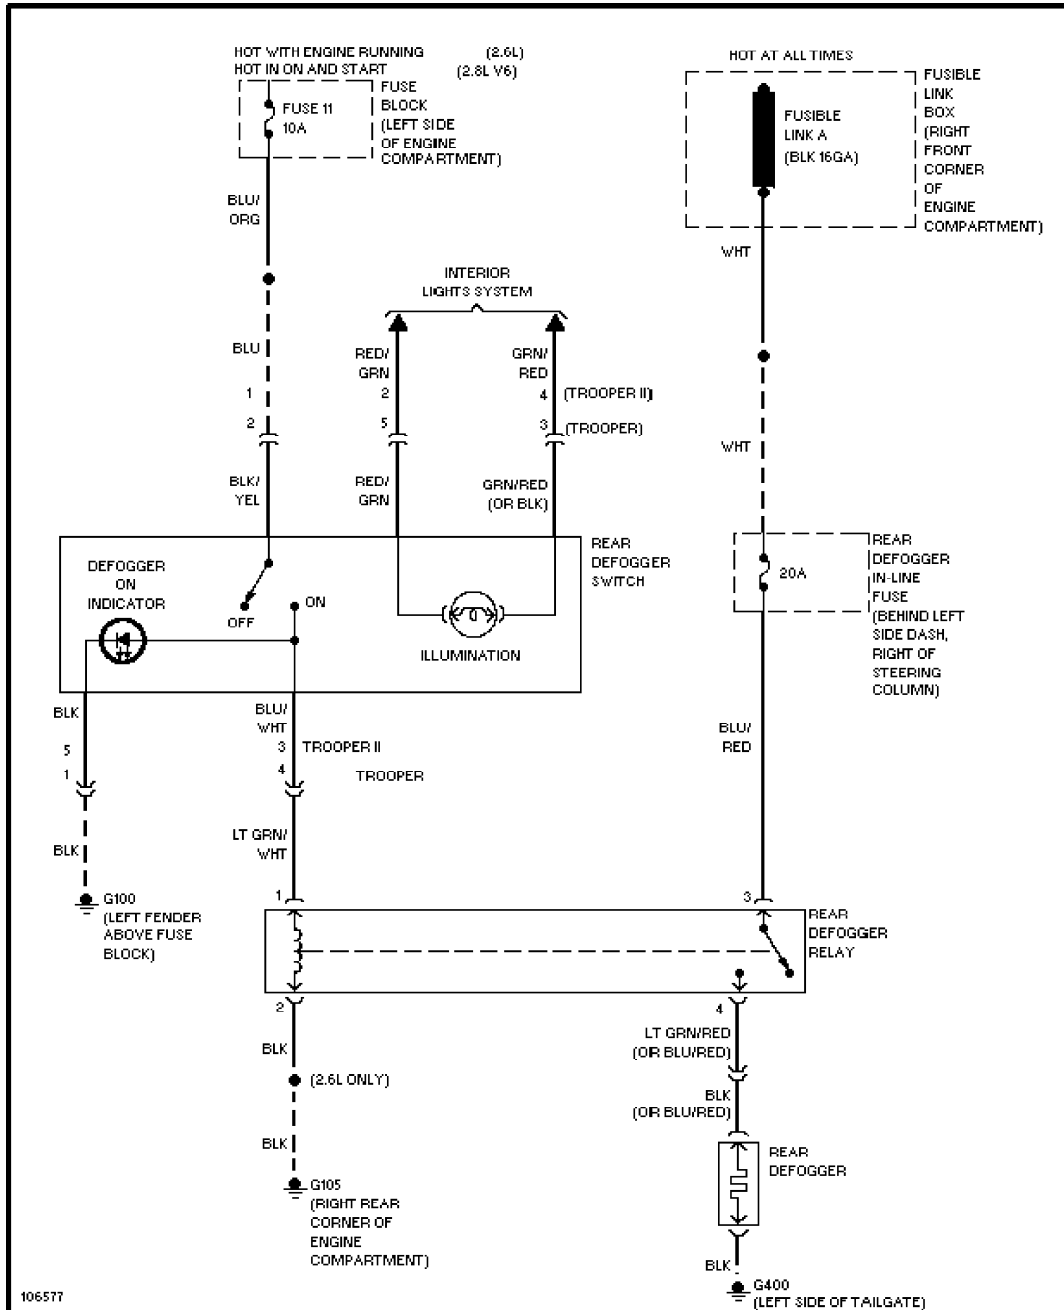 HOT WITH ENGINE RUNNING (2.6L)
HOT IN ON AND START (2.8L V6)
FUSE 11
10A
FUSE
BLOCK
(LEFT SIDE
OF ENGINE
COMPARTMENT)
HOT AT ALL TIMES
FUSIBLE
LINK A
(BLK 16GA)
FUSIBLE
LINK
BOX
(RIGHT
FRONT
CORNER
OF
ENGINE
COMPARTMENT)
BLU/
ORG
WHT
INTERIOR
LIGHTS SYSTEM
BLU
1
2
RED/
GRN
2
5
GRN/
RED
4 (TROOPER II)
3 (TROOPER)
WHT
BLK/
YEL
RED/
GRN
GRN/RED
(OR BLK)
DEFOGGER
ON
INDICATOR
OFF
ON
ILLUMINATION
REAR
DEFOGGER
SWITCH
20A
REAR
DEFOGGER
IN-LINE
FUSE
(BEHIND LEFT
SIDE DASH,
RIGHT OF
STEERING
COLUMN)
BLK
5
1
BLU/
WHT
3 TROOPER II
4 TROOPER
BLU/
RED
BLK
LT GRN/
WHT
G100
(LEFT FENDER
ABOVE FUSE
BLOCK)
1
3
REAR
DEFOGGER
RELAY
2
4
BLK
LT GRN/RED
(OR BLU/RED)
(2.6L ONLY)
BLK
(OR BLU/RED)
BLK
REAR
DEFOGGER
G105
(RIGHT REAR
CORNER OF
ENGINE
COMPARTMENT)
BLK
G400
(LEFT SIDE OF TAILGATE)
106577